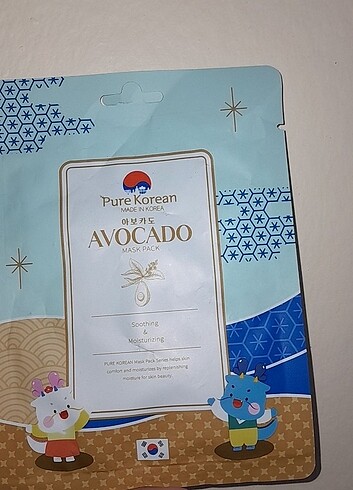 Pure Korean
MADE IN KOREA
아보카도
AVOCADO
MASK PACK
Soothing
&
Moisturizing
PURE KOREAN Mask Pack Series helps skin
comfort and moisturizes by replenishing
moisture for skin beauty.